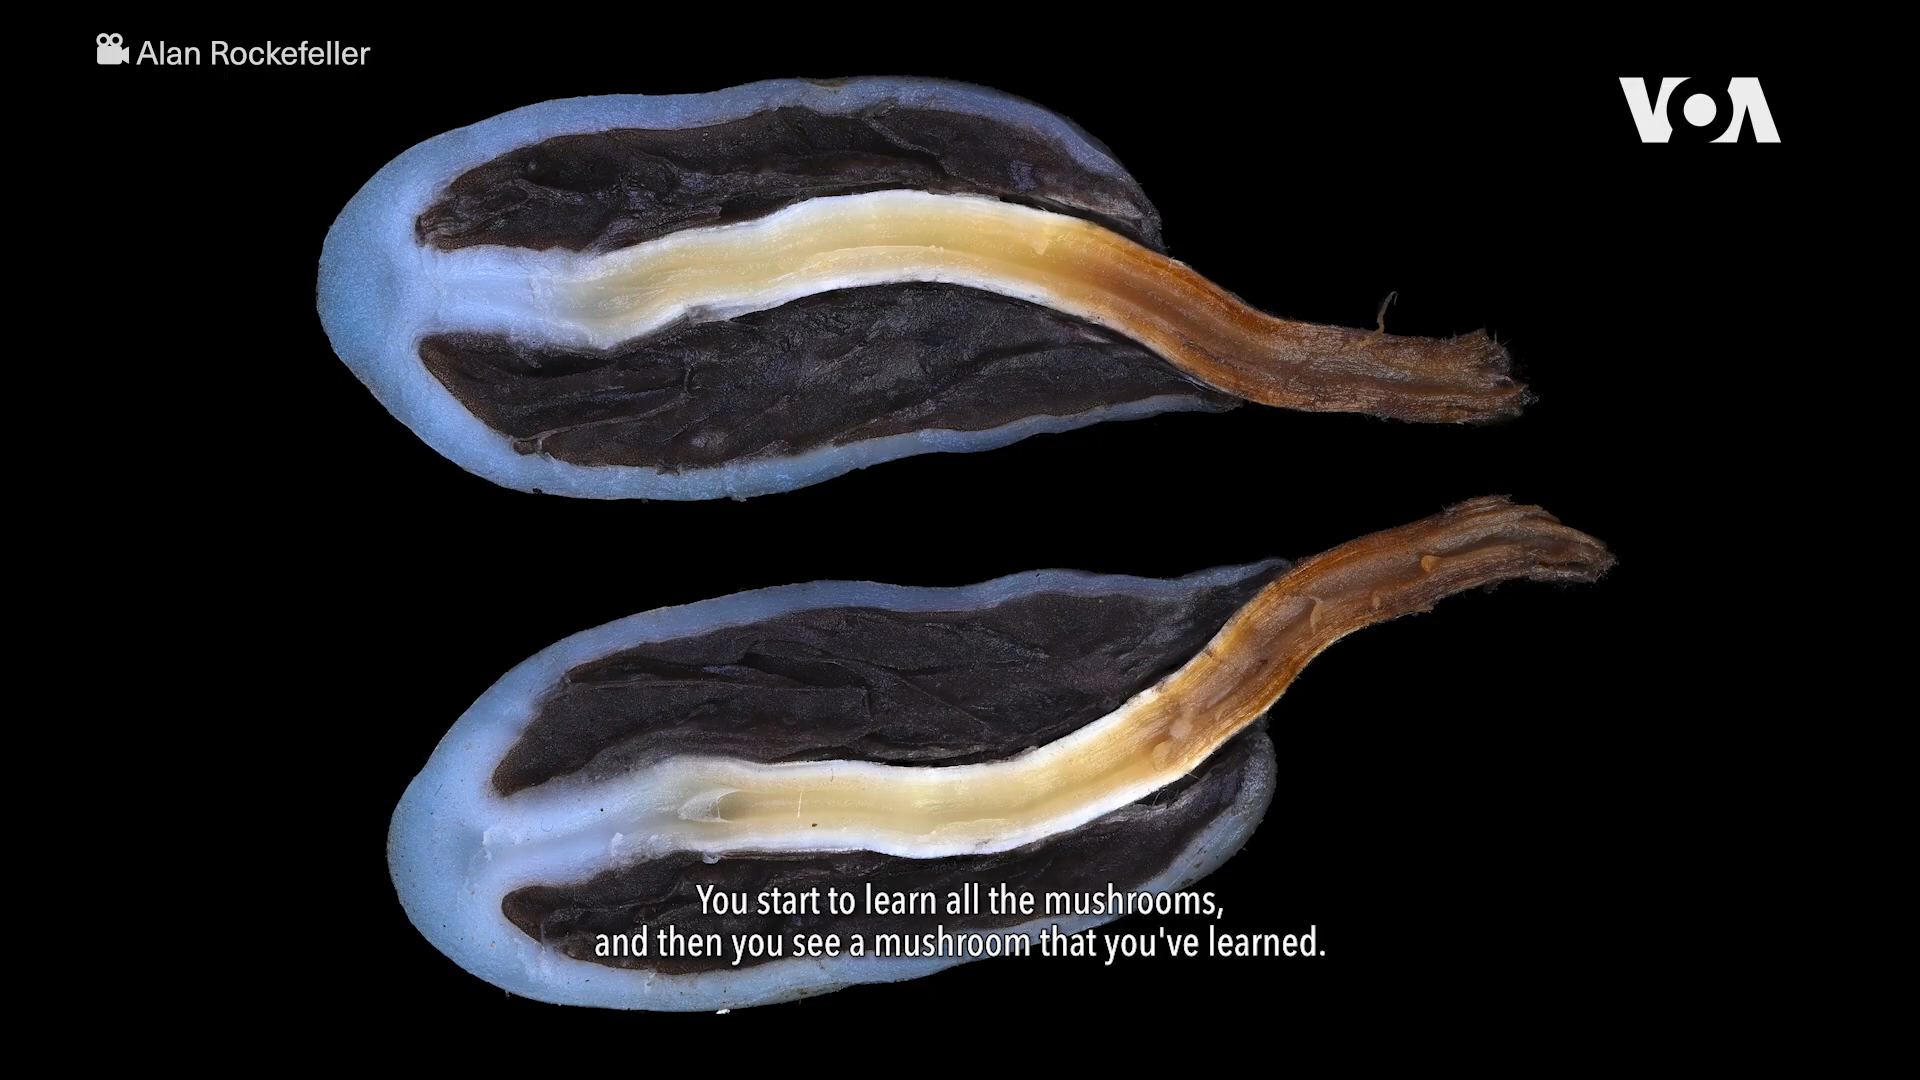 Alan Rockefeller
VOA
You start to learn all the mushrooms,
and then you see a mushroom that you've learned.